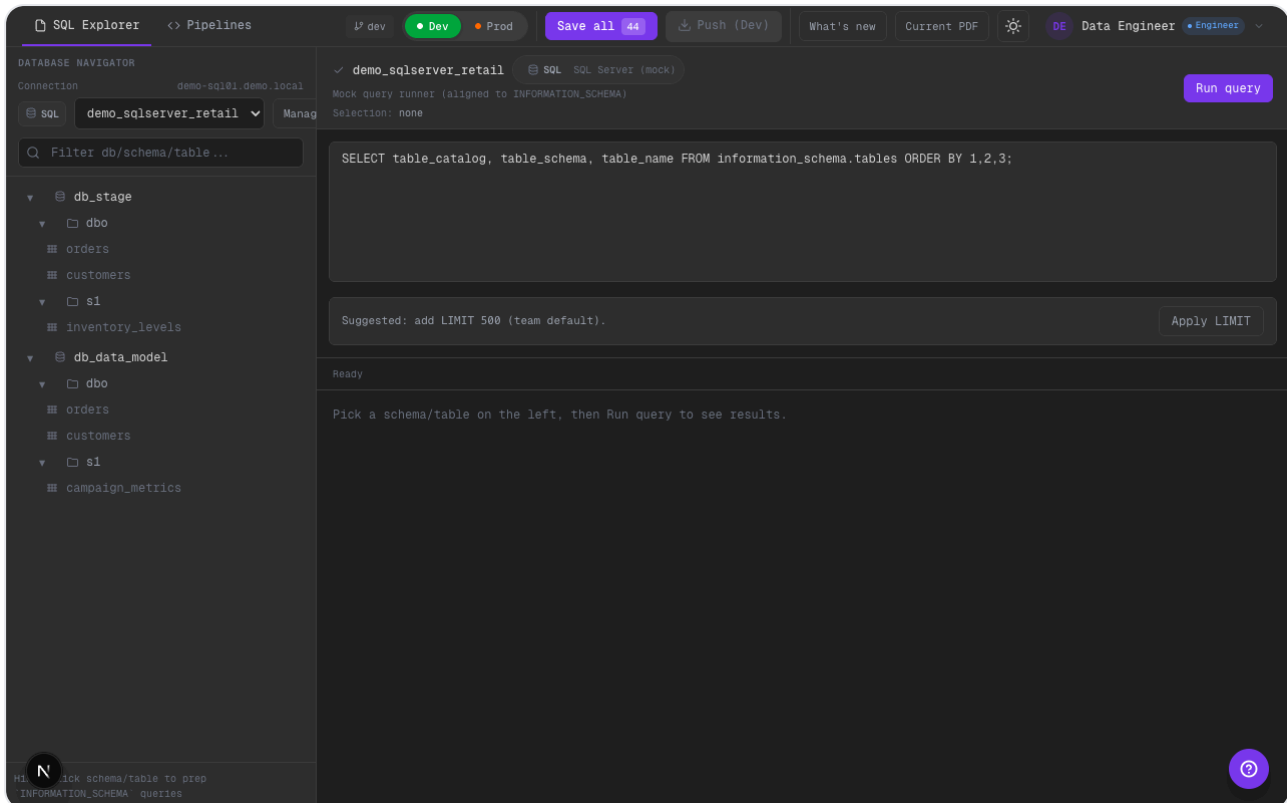 SQL Explorer
Pipelines
dev
Dev
Prod
Save all 44
Push (Dev)
What's new
Current PDF
DE
Data Engineer
Engineer
DATABASE NAVIGATOR
Connection demo-sql01.demo.local
SQL
demo_sqlserver_retail
Manag
Filter db/schema/table...
db_stage
dbo
orders
customers
s1
inventory_levels
db_data_model
dbo
orders
customers
s1
campaign_metrics
N
ick schema/table to prep
`INFORMATION_SCHEMA` queries
demo_sqlserver_retail
SQL SQL Server (mock)
Mock query runner (aligned to INFORMATION_SCHEMA)
Selection: none
Run query
SELECT table_catalog, table_schema, table_name FROM information_schema.tables ORDER BY 1,2,3;
Suggested: add LIMIT 500 (team default).
Apply LIMIT
Ready
Pick a schema/table on the left, then Run query to see results.